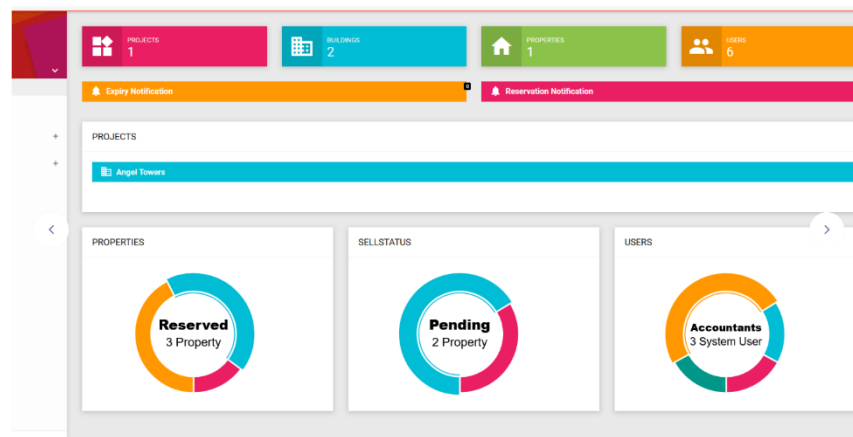 PROJECTS
1
BUILDINGS
2
PROPERTIES
1
USERS
6
Expiry Notification
0
Reservation Notification
PROJECTS
Angel Towers
PROPERTIES
SELLSTATUS
USERS
Reserved
3 Property
Pending
2 Property
Accountants
3 System User